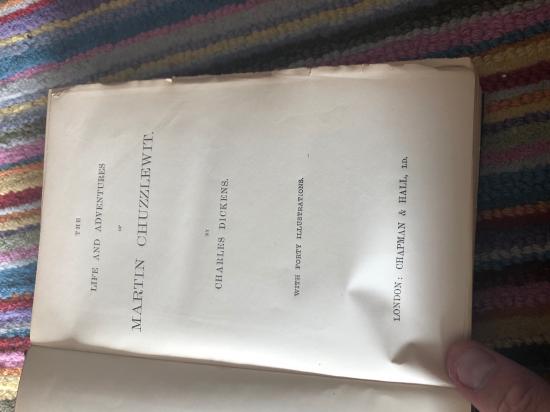 THE
LIFE AND ADVENTURES
OF
MARTIN CHUZZLEWIT.
BY
CHARLES DICKENS.
WITH FORTY ILLUSTRATIONS.
LONDON: CHAPMAN & HALL, LD.